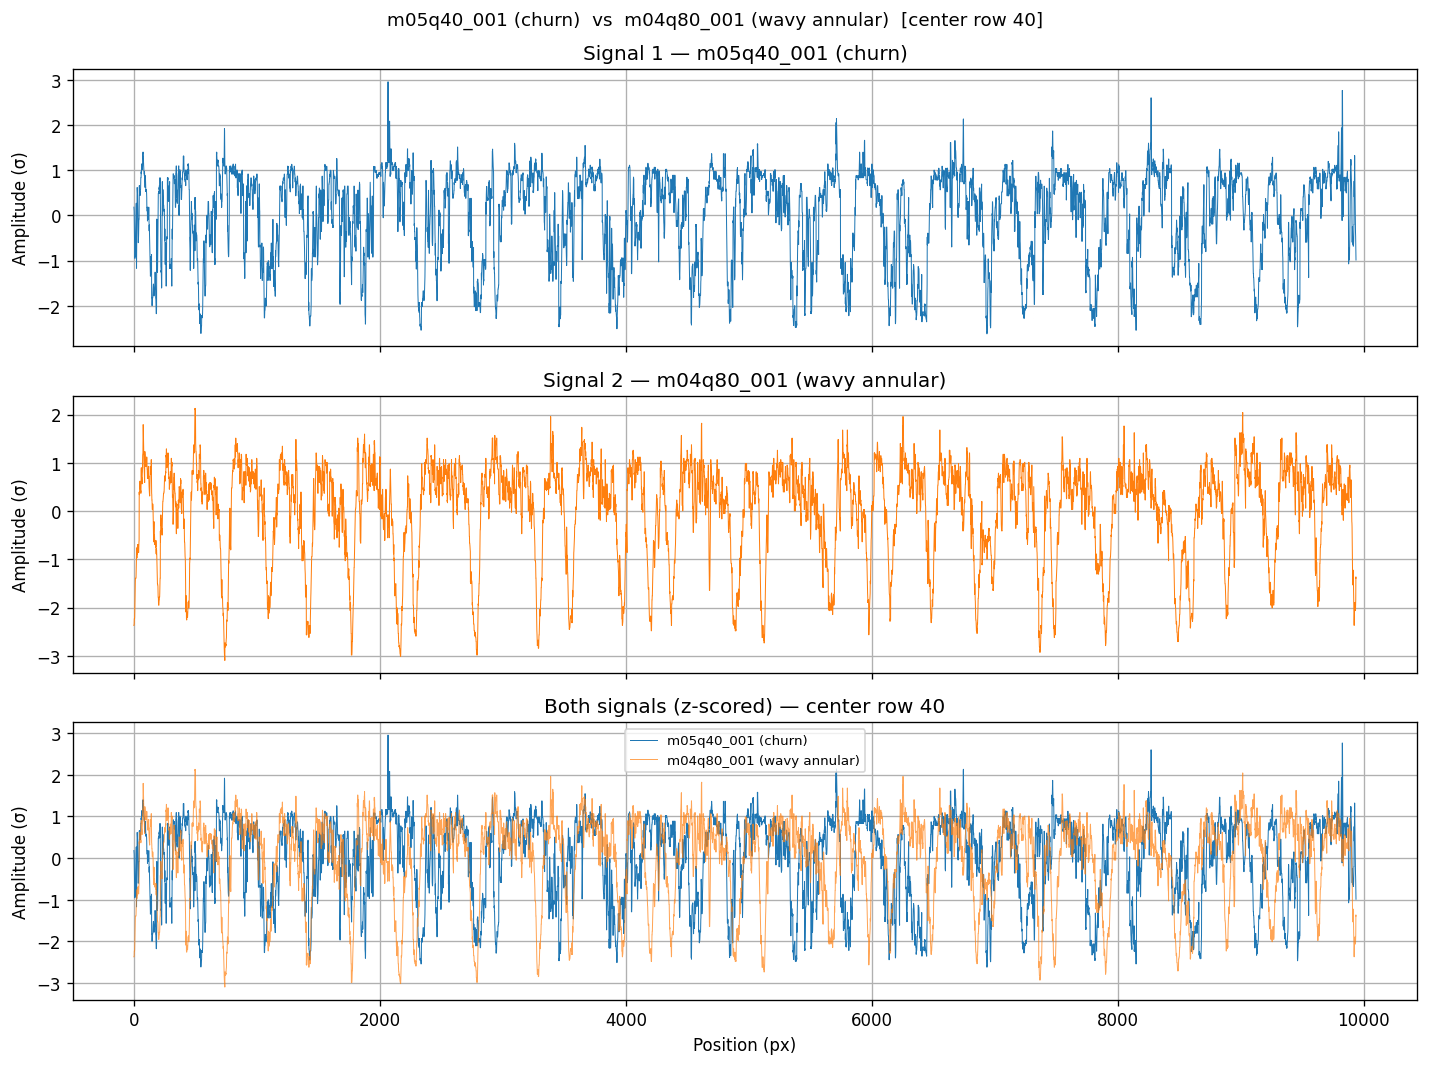 m05q40_001 (churn)  vs  m04q80_001 (wavy annular)  [center row 40]
Signal 1 — m05q40_001 (churn)
Amplitude (σ)
3
2
1
0
−1
−2
Signal 2 — m04q80_001 (wavy annular)
Amplitude (σ)
2
1
0
−1
−2
−3
Both signals (z-scored) — center row 40
m05q40_001 (churn)
m04q80_001 (wavy annular)
Amplitude (σ)
3
2
1
0
−1
−2
−3
0 2000 4000 6000 8000 10000
Position (px)